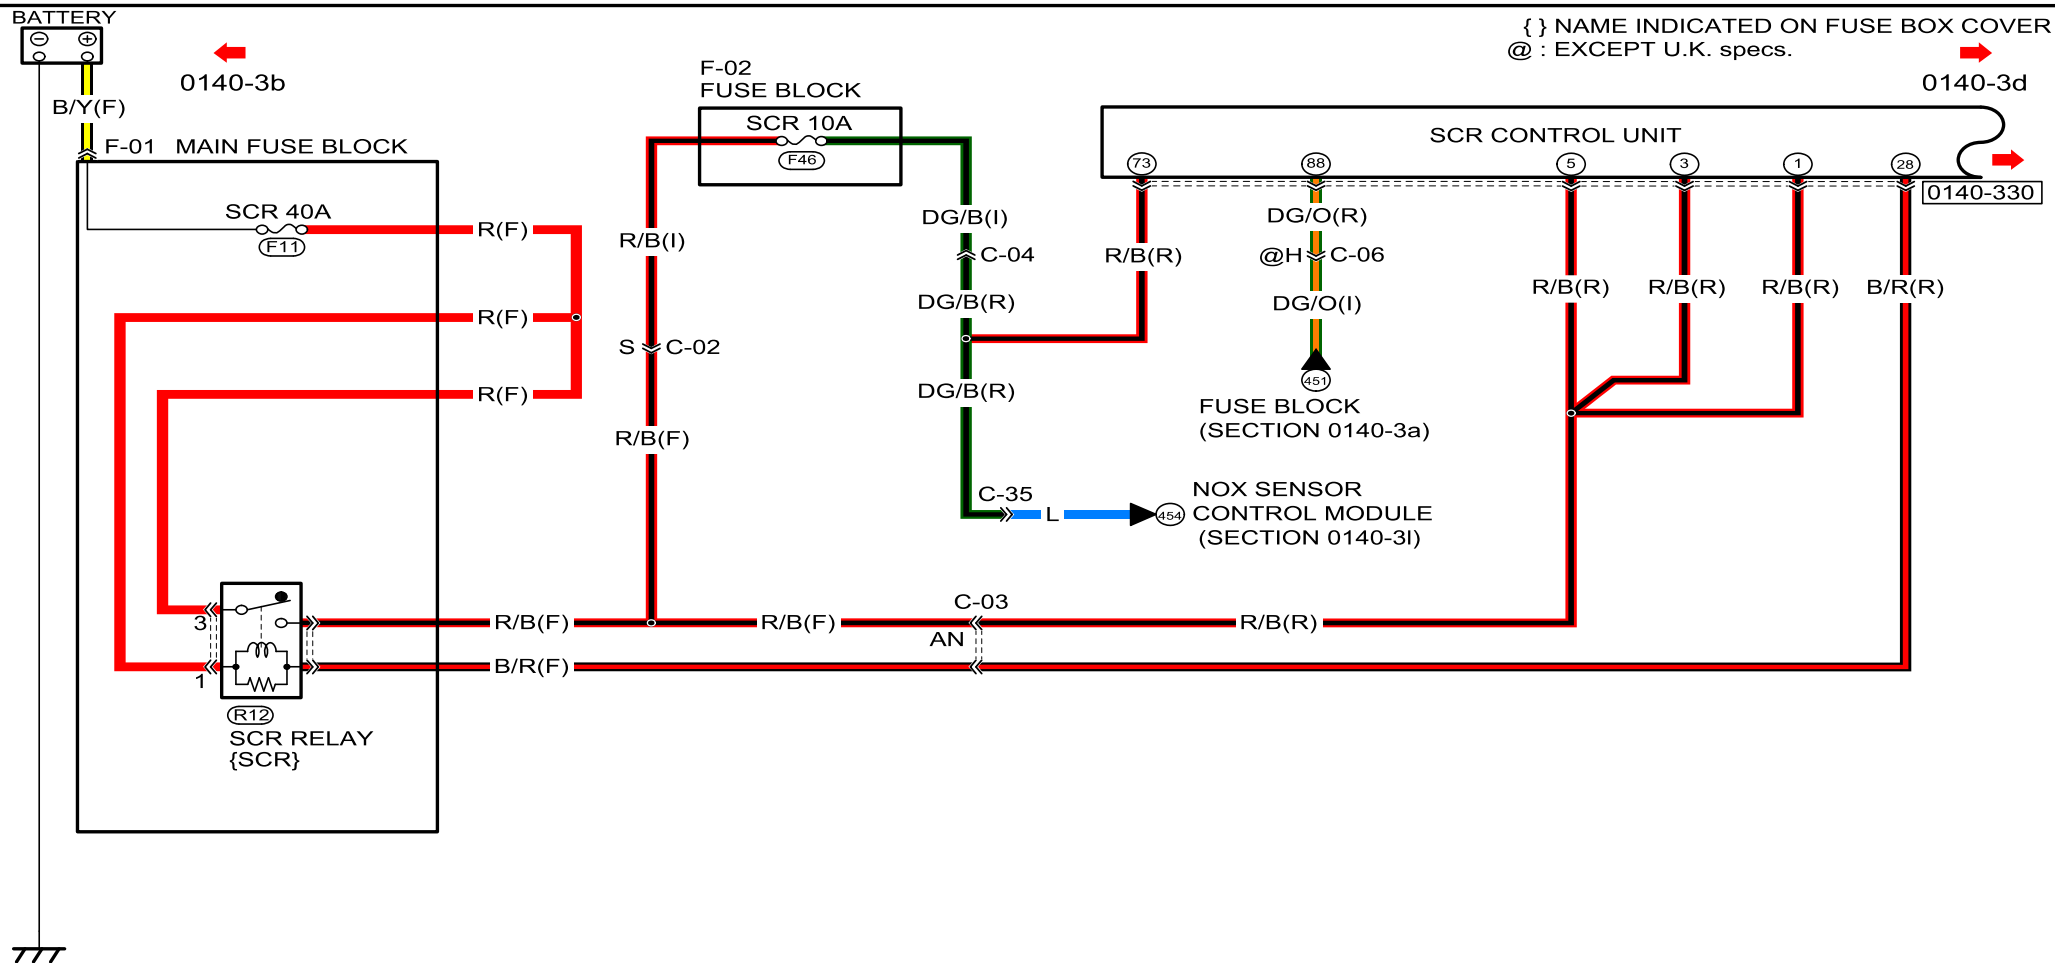 BATTERY
{ } NAME INDICATED ON FUSE BOX COVER
@ : EXCEPT U.K. specs.
0140-3b
F-02
FUSE BLOCK
0140-3d
B/Y(F)
SCR 10A
F46
SCR CONTROL UNIT
F-01 MAIN FUSE BLOCK
73
88
5
3
1
28
0140-330
SCR 40A
F11
R(F)
R/B(I)
DG/B(I)
DG/O(R)
C-04
R/B(R)
@H
C-06
R/B(R)
R/B(R)
R/B(R)
B/R(R)
DG/B(R)
DG/O(I)
R(F)
S
C-02
451
R(F)
DG/B(R)
FUSE BLOCK
(SECTION 0140-3a)
R/B(F)
C-35
L
454
NOX SENSOR
CONTROL MODULE
(SECTION 0140-3l)
3
R/B(F)
R/B(F)
C-03
AN
R/B(R)
1
B/R(F)
R12
SCR RELAY
{SCR}